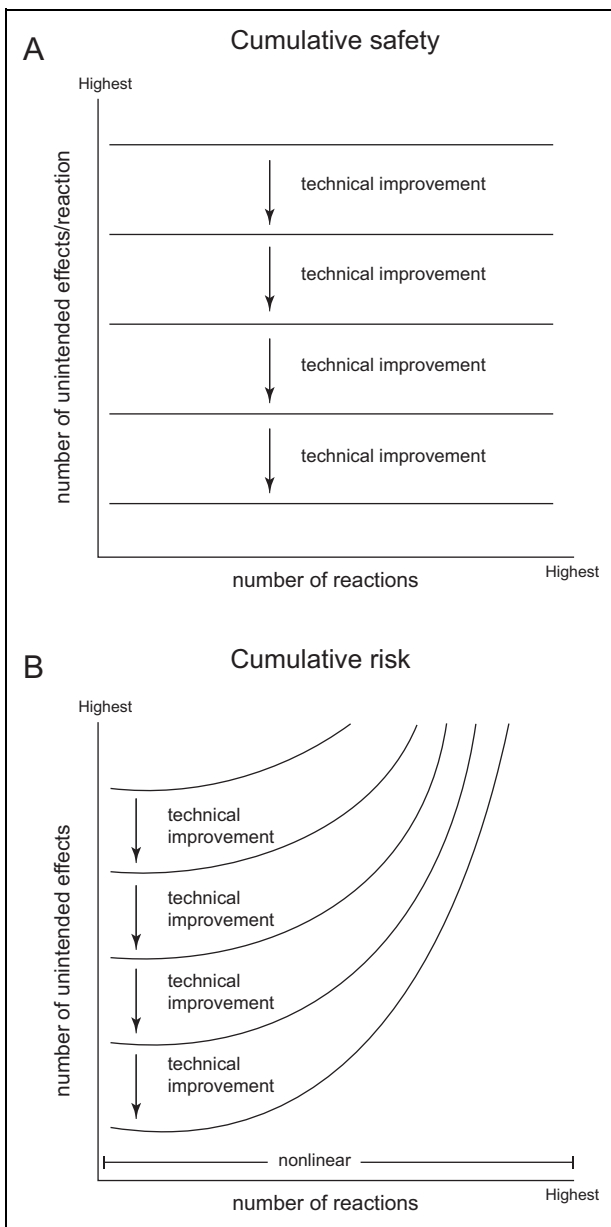 A
Cumulative safety
Highest
number of unintended effects/reaction
technical improvement
technical improvement
technical improvement
technical improvement
number of reactions
Highest
B
Cumulative risk
Highest
number of unintended effects
technical
improvement
technical
improvement
technical
improvement
technical
improvement
nonlinear
number of reactions
Highest